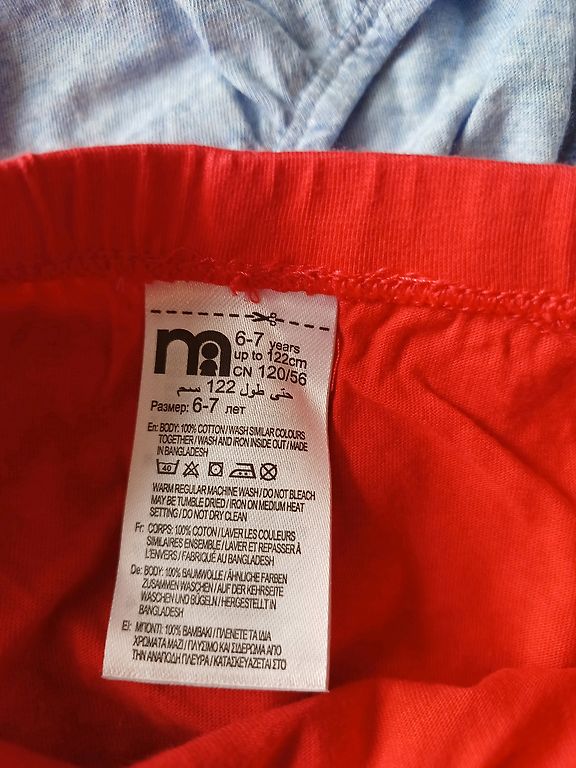 m
6-7 years
up to 122cm
CN 120/56
حتى طول 122 سم
Размер: 6-7 лет
En: BODY: 100% COTTON/WASH SIMILAR COLOURS
TOGETHER/WASH AND IRON INSIDE OUT/MADE
IN BANGLADESH
40
WARM REGULAR MACHINE WASH/DO NOT BLEACH
MAY BE TUMBLE DRIED/IRON ON MEDIUM HEAT
SETTING/DO NOT DRY CLEAN
Fr: CORPS: 100% COTON/LAVER LES COULEURS
SIMILAIRES ENSEMBLE/LAVER ET REPASSER À
L'ENVERS/FABRIQUÉ AU BANGLADESH
De: BODY: 100% BAUMWOLLE/ÄHNLICHE FARBEN
ZUSAMMEN WASCHEN/AUF DER KEHRSEITE
WASCHEN UND BÜGELN/HERGESTELLT IN
BANGLADESH
El: ΜΠΟΝΤΙ: 100% ΒΑΜΒΑΚΙ/ΠΛΕΝΕΤΕ ΤΑ ΙΔΙΑ
ΧΡΩΜΑΤΑ ΜΑΖΙ/ΠΛΥΣΙΜΟ ΚΑΙ ΣΙΔΕΡΩΜΑ ΑΠΟ
ΤΗΝ ΑΝΑΠΟΔΗ ΠΛΕΥΡΑ/ΚΑΤΑΣΚΕΥΑΖΕΤΑΙ ΣΤΟ